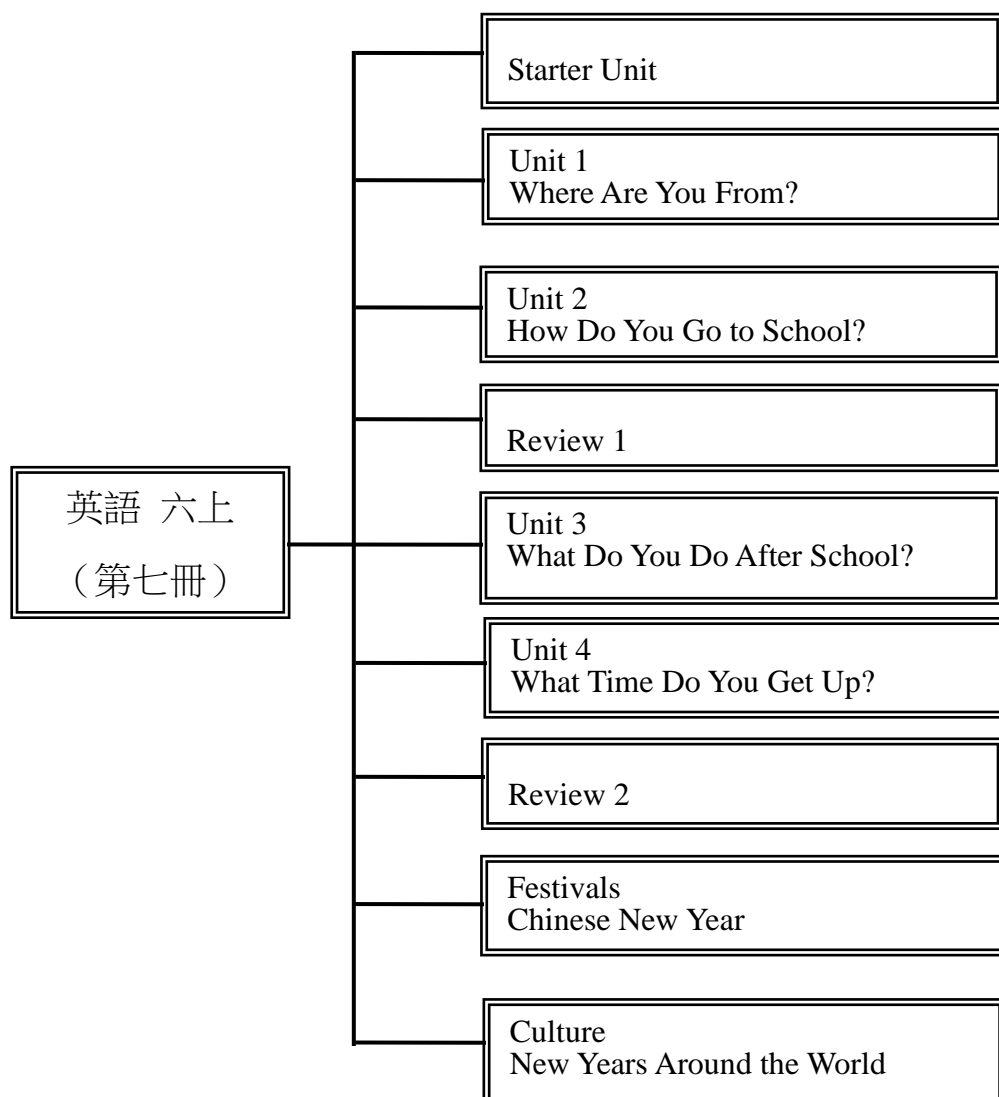 Starter Unit
Unit 1
Where Are You From?
Unit 2
How Do You Go to School?
Review 1
英語 六上
（第七冊）
Unit 3
What Do You Do After School?
Unit 4
What Time Do You Get Up?
Review 2
Festivals
Chinese New Year
Culture
New Years Around the World